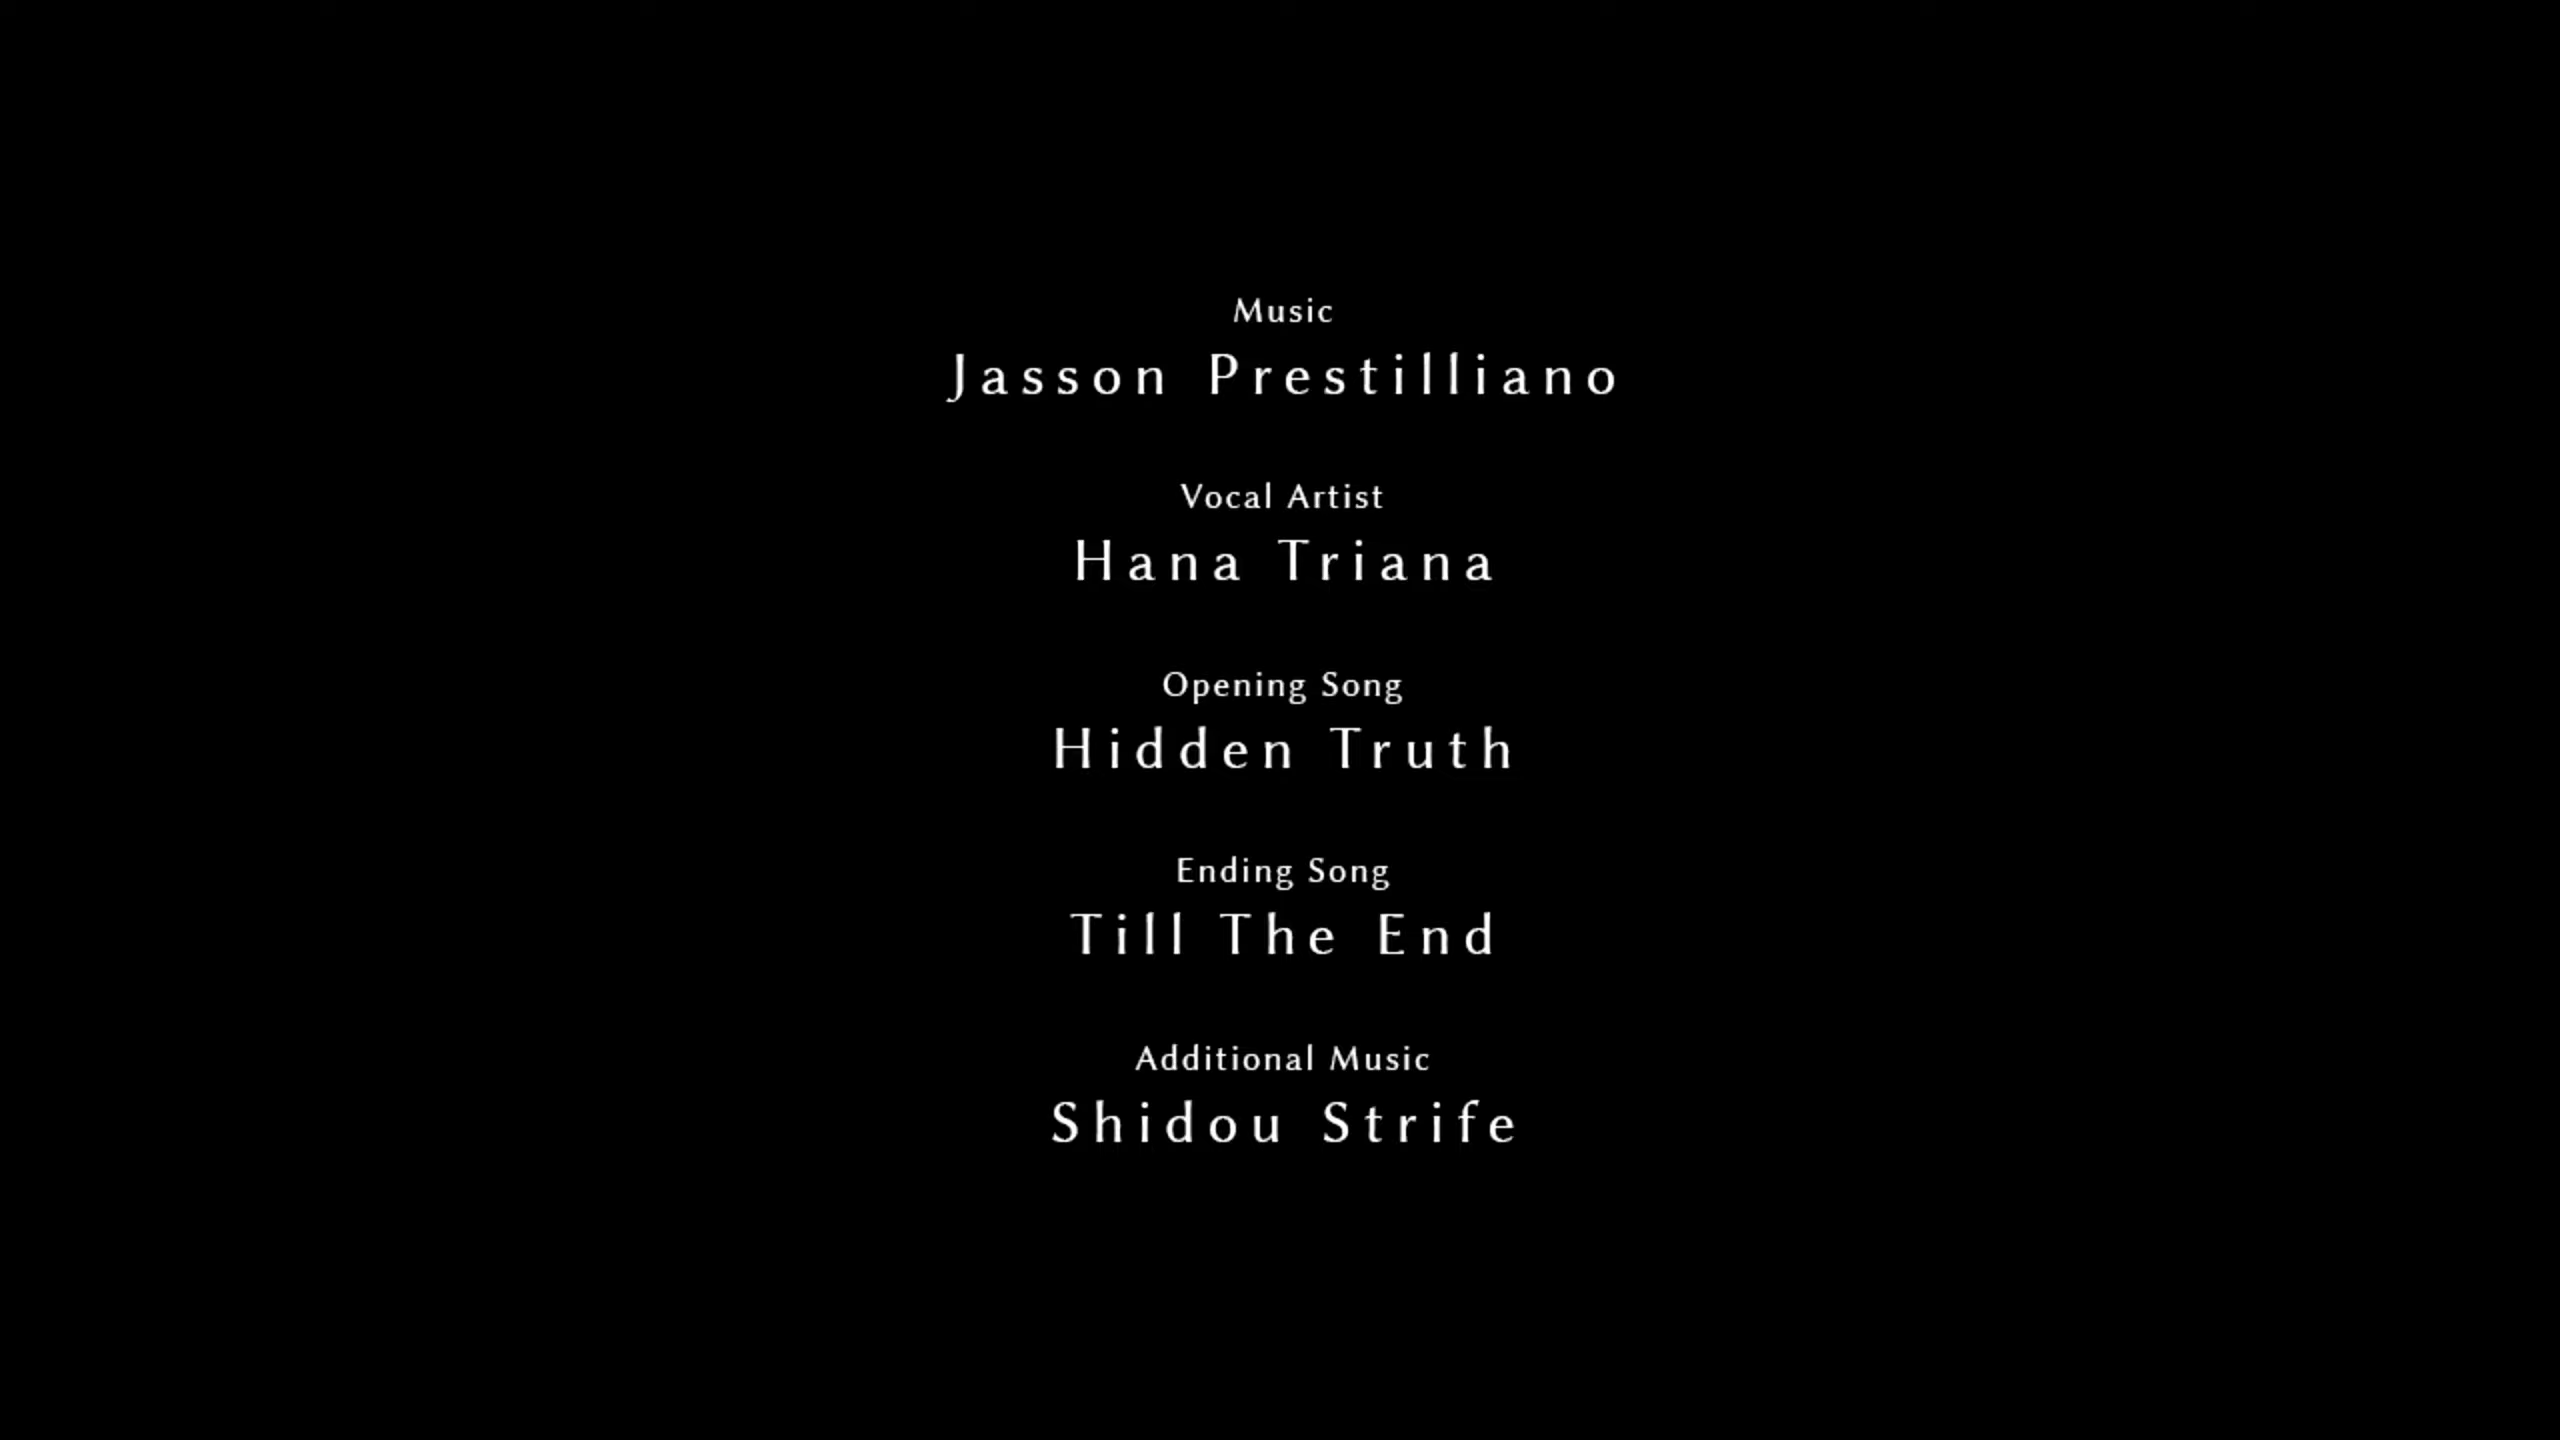 Music
Jasson Prestilliano
Vocal Artist
Hana Triana
Opening Song
Hidden Truth
Ending Song
Till The End
Additional Music
Shidou Strife